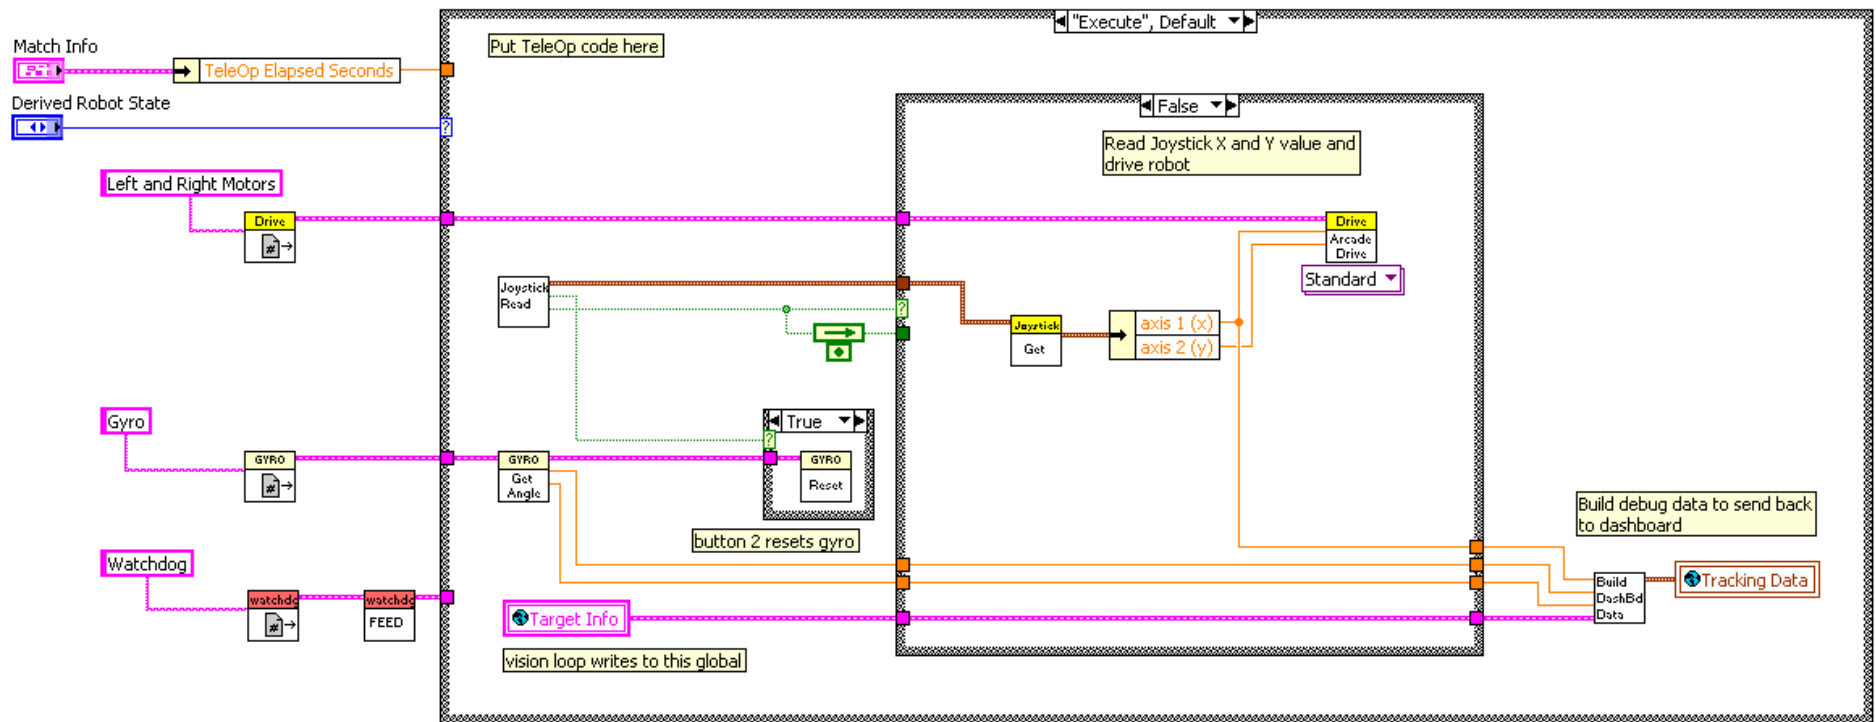 "Execute", Default
Match Info
Put TeleOp code here
TeleOp Elapsed Seconds
Derived Robot State
?
False
Read Joystick X and Y value and
drive robot
Left and Right Motors
Drive
#
Drive
Arcade
Drive
Standard
Joystick
Read
?
Joystick
Get
axis 1 (x)
axis 2 (y)
Gyro
True
?
GYRO
#
GYRO
Get
Angle
GYRO
Reset
button 2 resets gyro
Build debug data to send back
to dashboard
Watchdog
watchdo
#
watchdo
FEED
Target Info
Build
DashBd
Data
Tracking Data
vision loop writes to this global